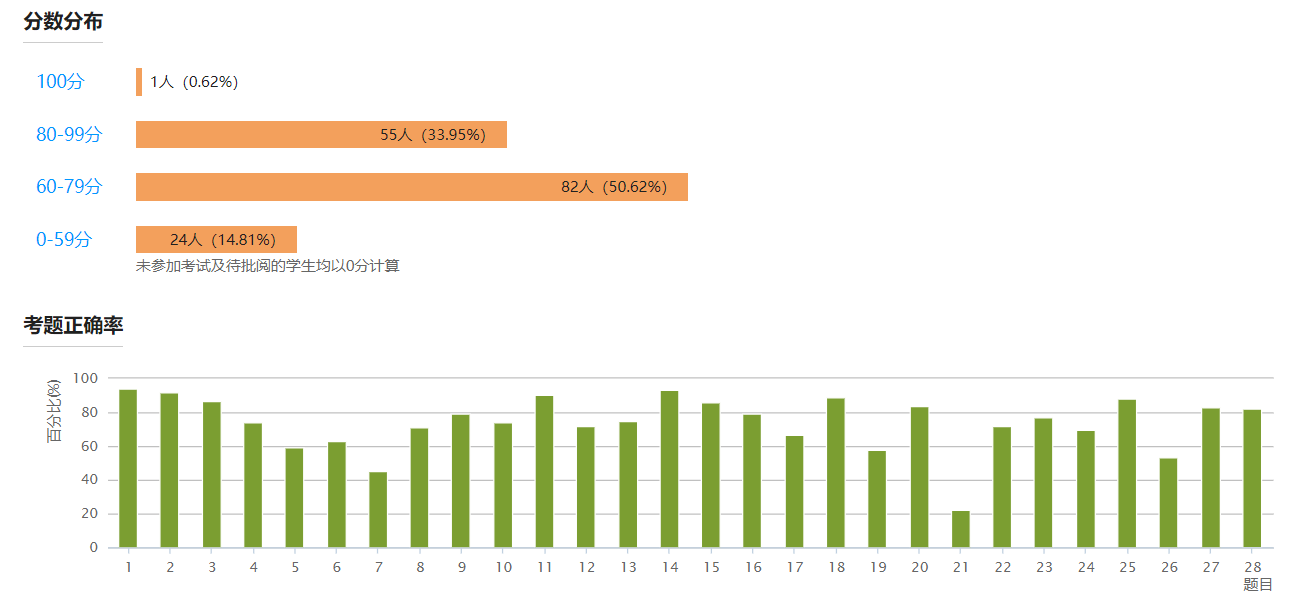 分数分布
100分 1人（0.62%）
80-99分 55人（33.95%）
60-79分 82人（50.62%）
0-59分 24人（14.81%）
未参加考试及待批阅的学生均以0分计算
考题正确率
百分比(%)
100
80
60
40
20
0
1 2 3 4 5 6 7 8 9 10 11 12 13 14 15 16 17 18 19 20 21 22 23 24 25 26 27 28
题目